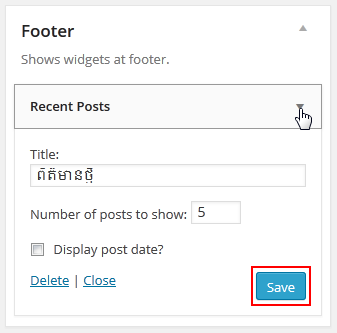 Footer
Shows widgets at footer.
Recent Posts
Title:
ព័ត៌មានថ្មី
Number of posts to show: 5
Display post date?
Delete | Close
Save